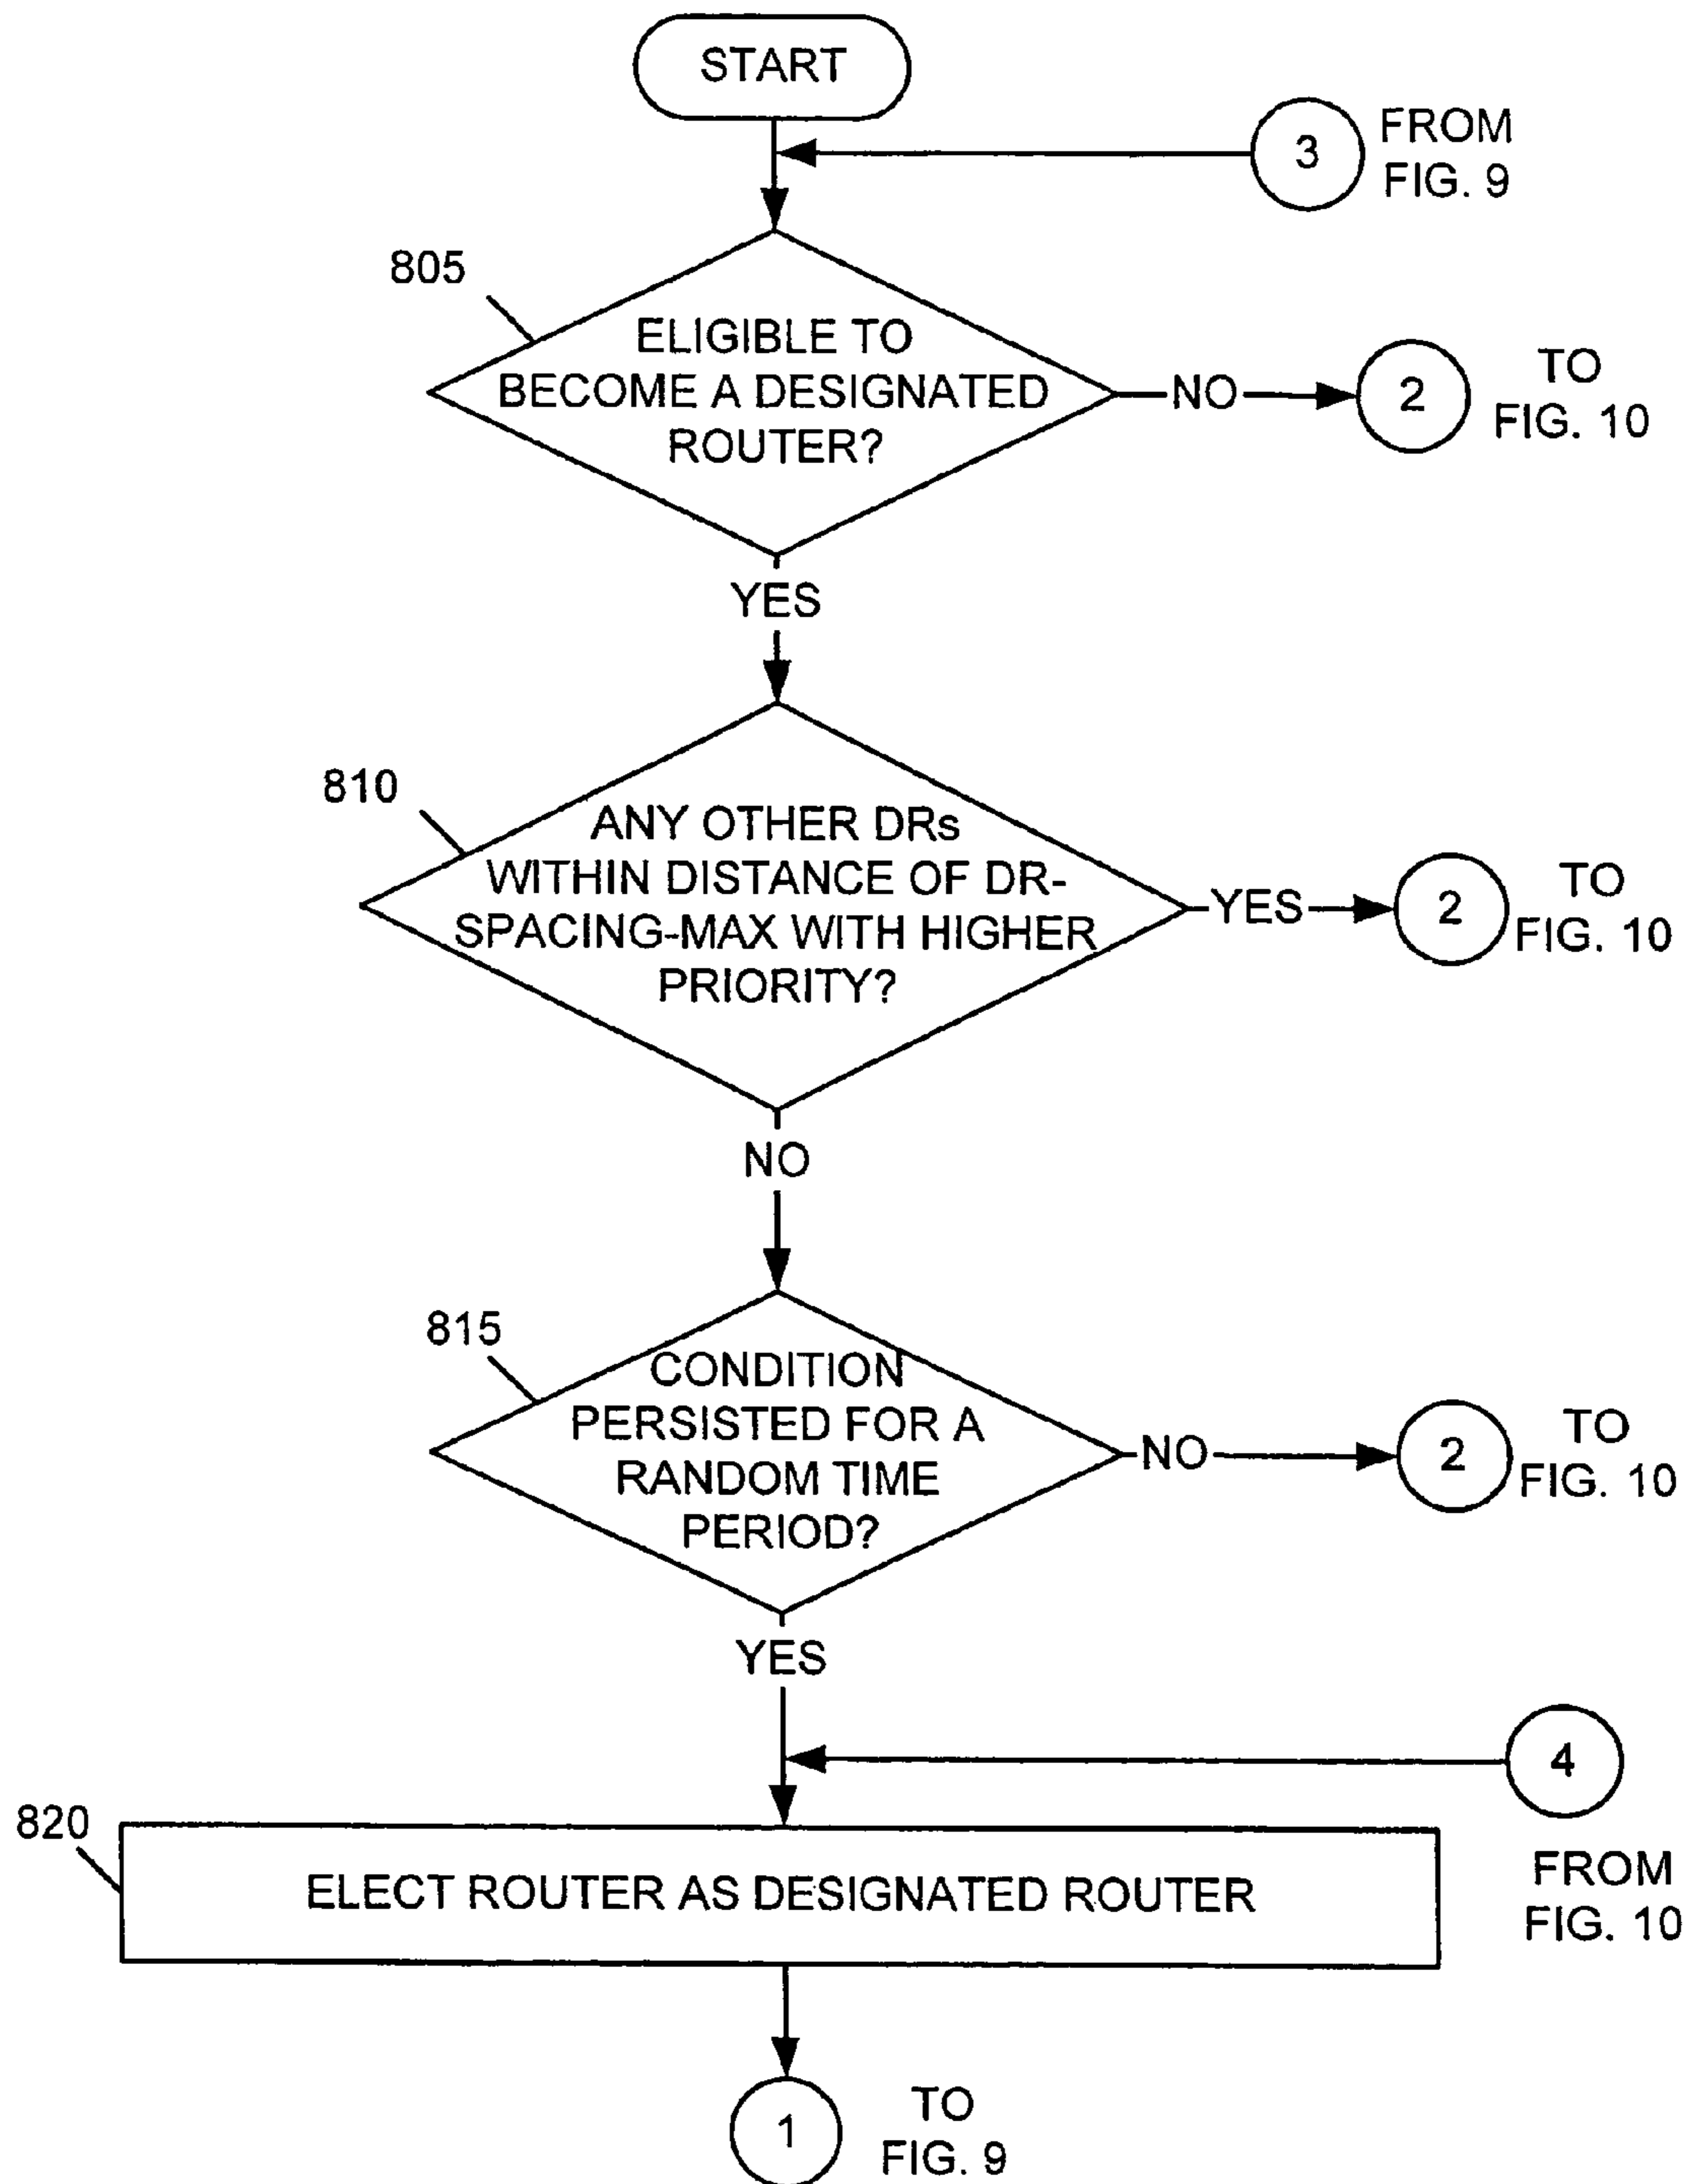 START
3
FROM
FIG. 9
805
ELIGIBLE TO
BECOME A DESIGNATED
ROUTER?
NO
2
TO
FIG. 10
YES
810
ANY OTHER DRs
WITHIN DISTANCE OF DR-
SPACING-MAX WITH HIGHER
PRIORITY?
YES
2
TO
FIG. 10
NO
815
CONDITION
PERSISTED FOR A
RANDOM TIME
PERIOD?
NO
2
TO
FIG. 10
YES
4
FROM
FIG. 10
820
ELECT ROUTER AS DESIGNATED ROUTER
1
TO
FIG. 9